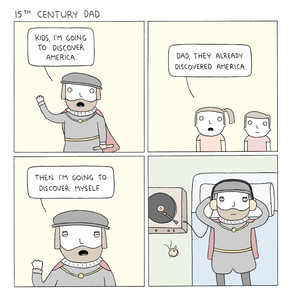 15TH CENTURY DAD
KIDS, I'M GOING
TO DISCOVER
AMERICA.
DAD, THEY ALREADY
DISCOVERED AMERICA.
THEN I'M GOING TO
DISCOVER MYSELF.